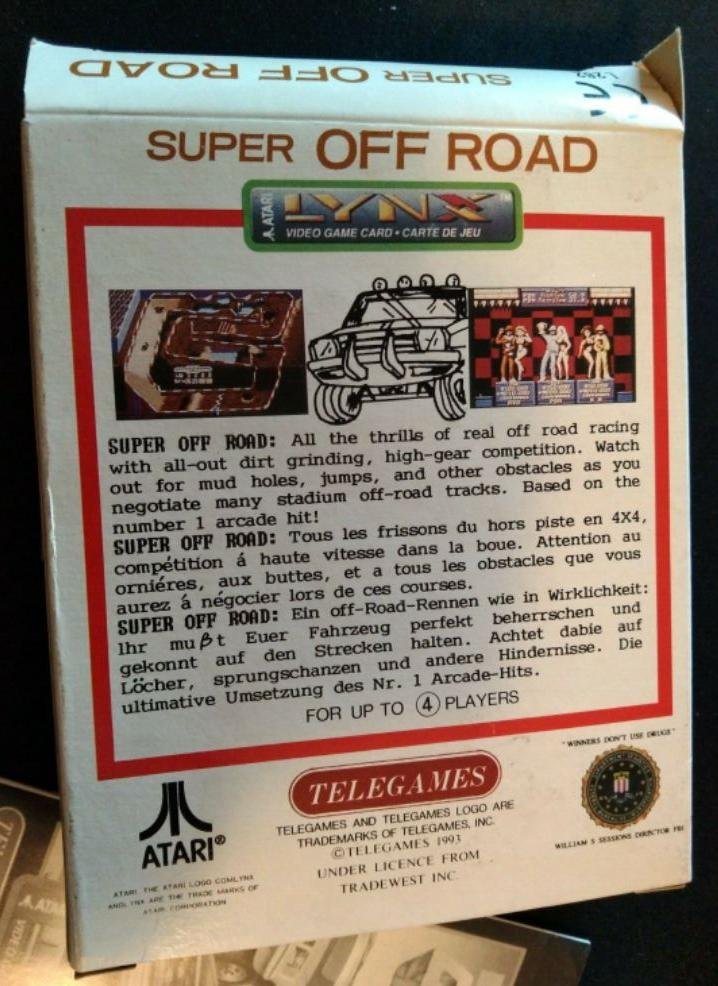 SUPER OFF ROAD
L282
SUPER OFF ROAD
ATARI LYNX TM
VIDEO GAME CARD • CARTE DE JEU
SUPER OFF ROAD: All the thrills of real off road racing
with all-out dirt grinding, high-gear competition. Watch
out for mud holes, jumps, and other obstacles as you
negotiate many stadium off-road tracks. Based on the
number 1 arcade hit!
SUPER OFF ROAD: Tous les frissons du hors piste en 4X4,
compétition á haute vitesse dans la boue. Attention au
orniéres, aux buttes, et a tous les obstacles que vous
aurez á négocier lors de ces courses.
SUPER OFF ROAD: Ein off-Road-Rennen wie in Wirklichkeit:
Ihr mußt Euer Fahrzeug perfekt beherrschen und
gekonnt auf den Strecken halten. Achtet dabie auf
Löcher, sprungschanzen und andere Hindernisse. Die
ultimative Umsetzung des Nr. 1 Arcade-Hits.
FOR UP TO 4 PLAYERS
"WINNERS DON'T USE DRUGS"
WILLIAM S SESSIONS DIRECTOR FBI
ATARI®
ATARI THE ATARI LOGO COMLYNX
AND LYNX ARE THE TRADE MARKS OF
ATARI CORPORATION
TELEGAMES
TELEGAMES AND TELEGAMES LOGO ARE
TRADEMARKS OF TELEGAMES, INC.
©TELEGAMES 1993
UNDER LICENCE FROM
TRADEWEST INC.
ATARI